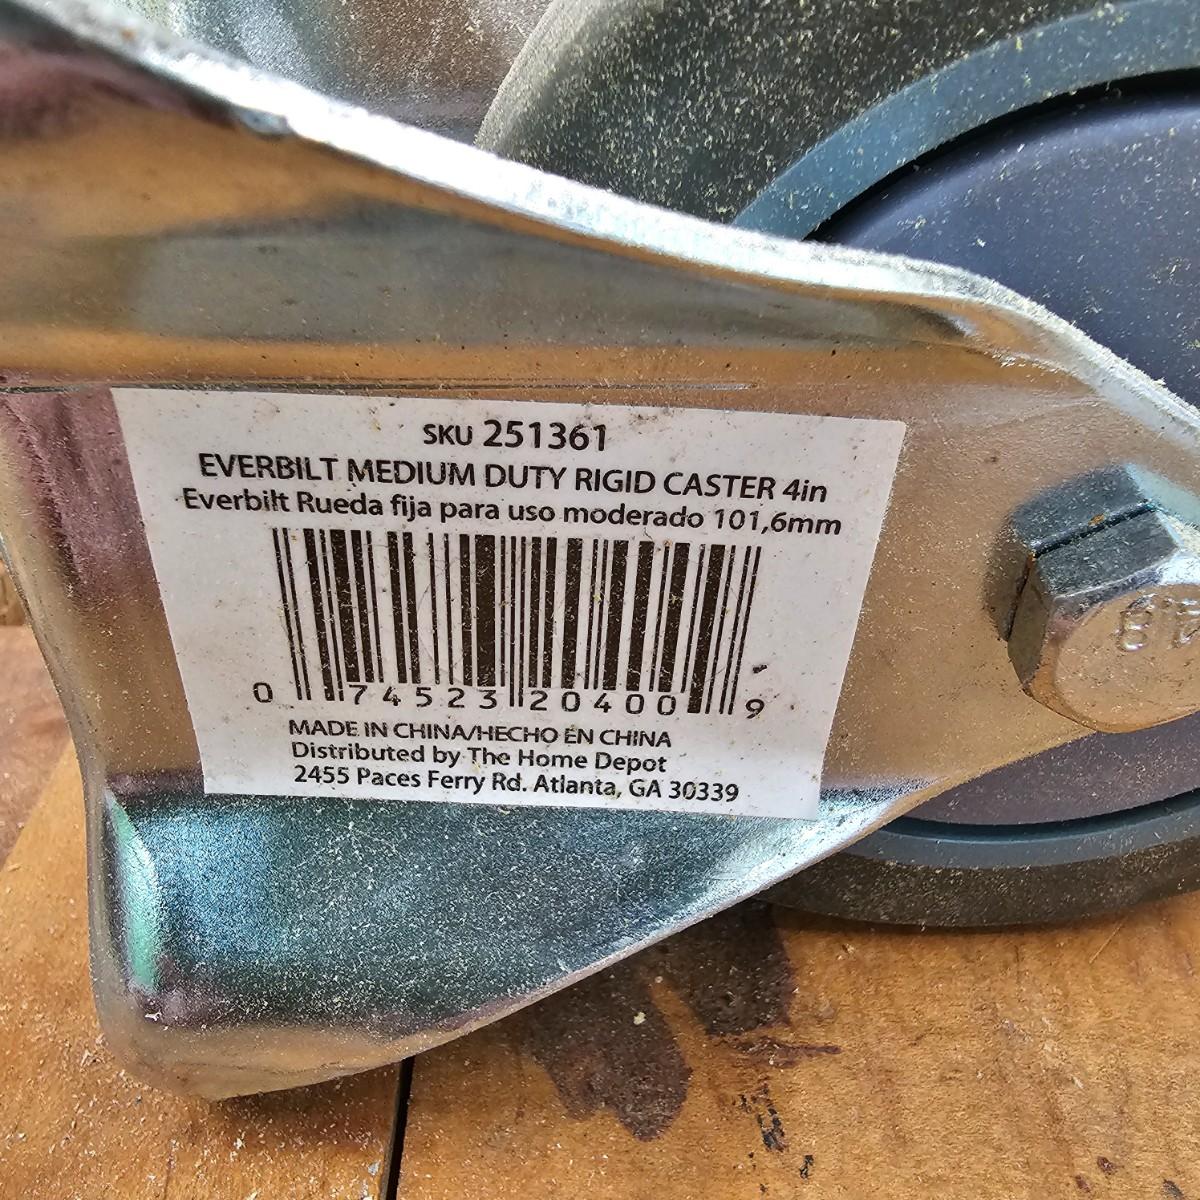 SKU 251361
EVERBILT MEDIUM DUTY RIGID CASTER 4in
Everbilt Rueda fija para uso moderado 101,6mm
0 74523 20400 9
MADE IN CHINA/HECHO EN CHINA
Distributed by The Home Depot
2455 Paces Ferry Rd. Atlanta, GA 30339